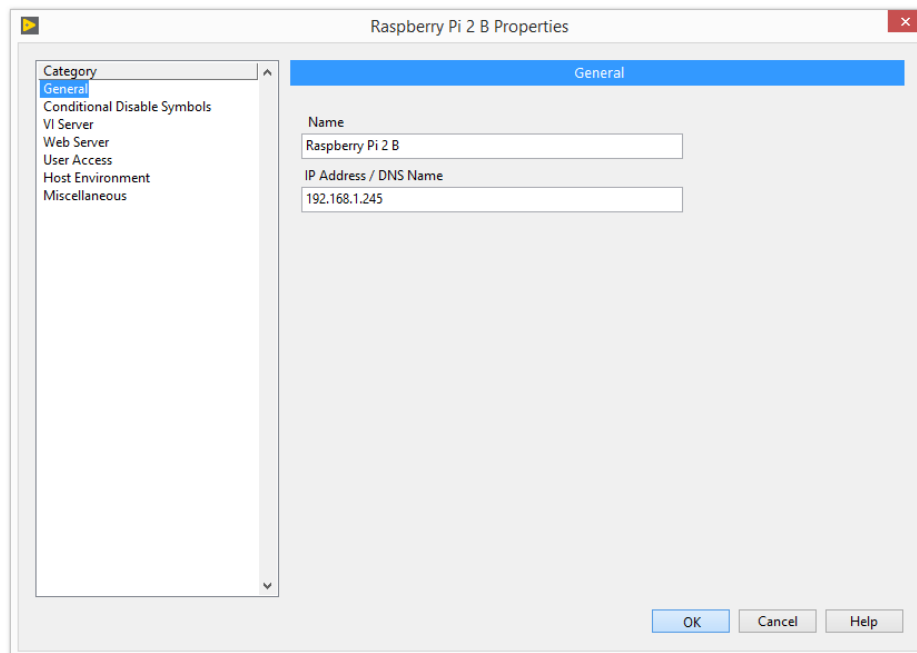 Raspberry Pi 2 B Properties
Category
General
Conditional Disable Symbols
VI Server
Web Server
User Access
Host Environment
Miscellaneous
General
Name
Raspberry Pi 2 B
IP Address / DNS Name
192.168.1.245
OK
Cancel
Help